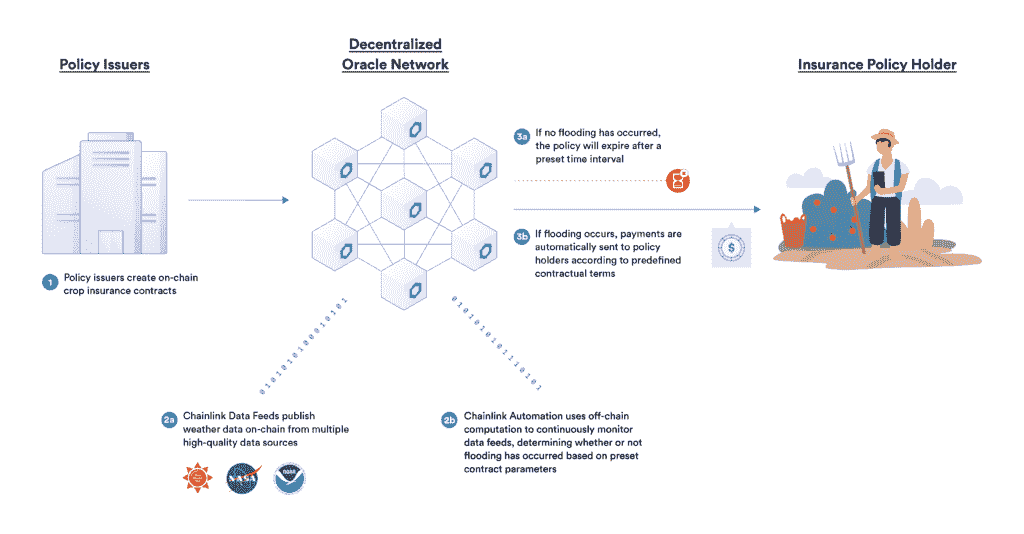 Policy Issuers
Decentralized
Oracle Network
Insurance Policy Holder
1 Policy issuers create on-chain
crop insurance contracts
3a If no flooding has occurred,
the policy will expire after a
preset time interval
3b If flooding occurs, payments are
automatically sent to policy
holders according to predefined
contractual terms
$
010101010001010101
01010101110101
2a Chainlink Data Feeds publish
weather data on-chain from multiple
high-quality data sources
NASA
2b Chainlink Automation uses off-chain
computation to continuously monitor
data feeds, determining whether or not
flooding has occurred based on preset
contract parameters